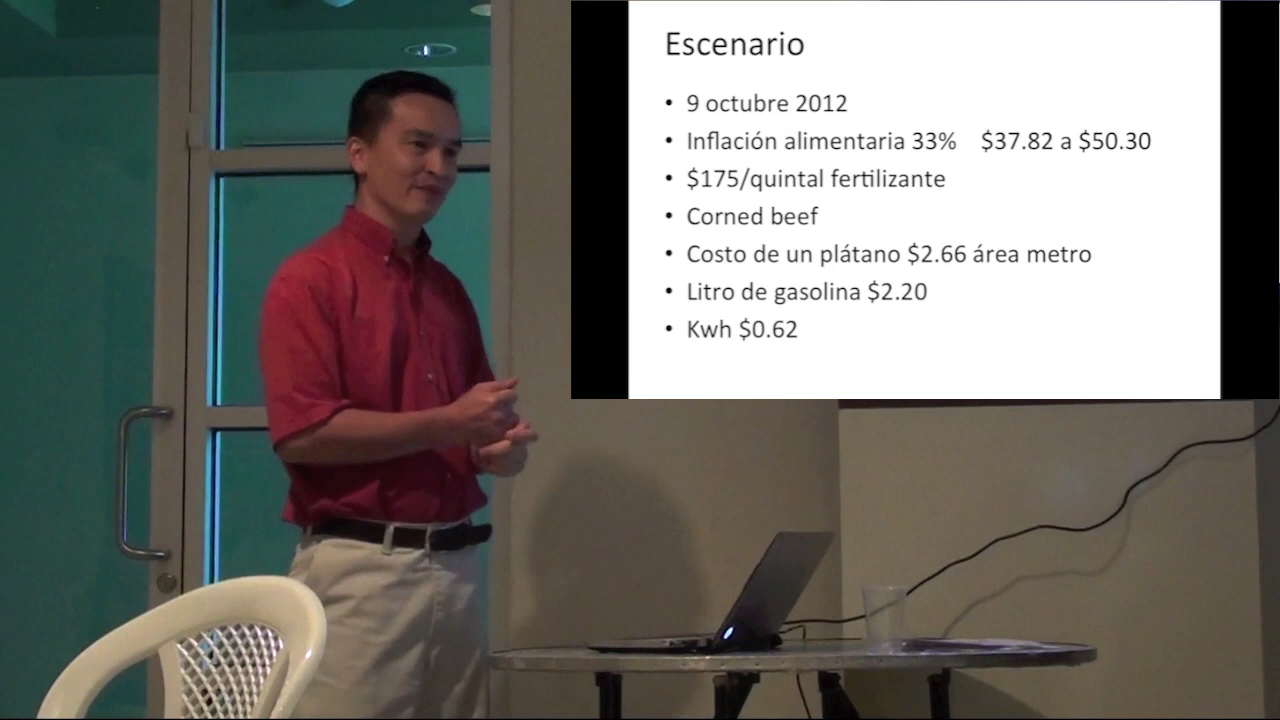 Escenario
• 9 octubre 2012
• Inflación alimentaria 33% $37.82 a $50.30
• $175/quintal fertilizante
• Corned beef
• Costo de un plátano $2.66 área metro
• Litro de gasolina $2.20
• Kwh $0.62